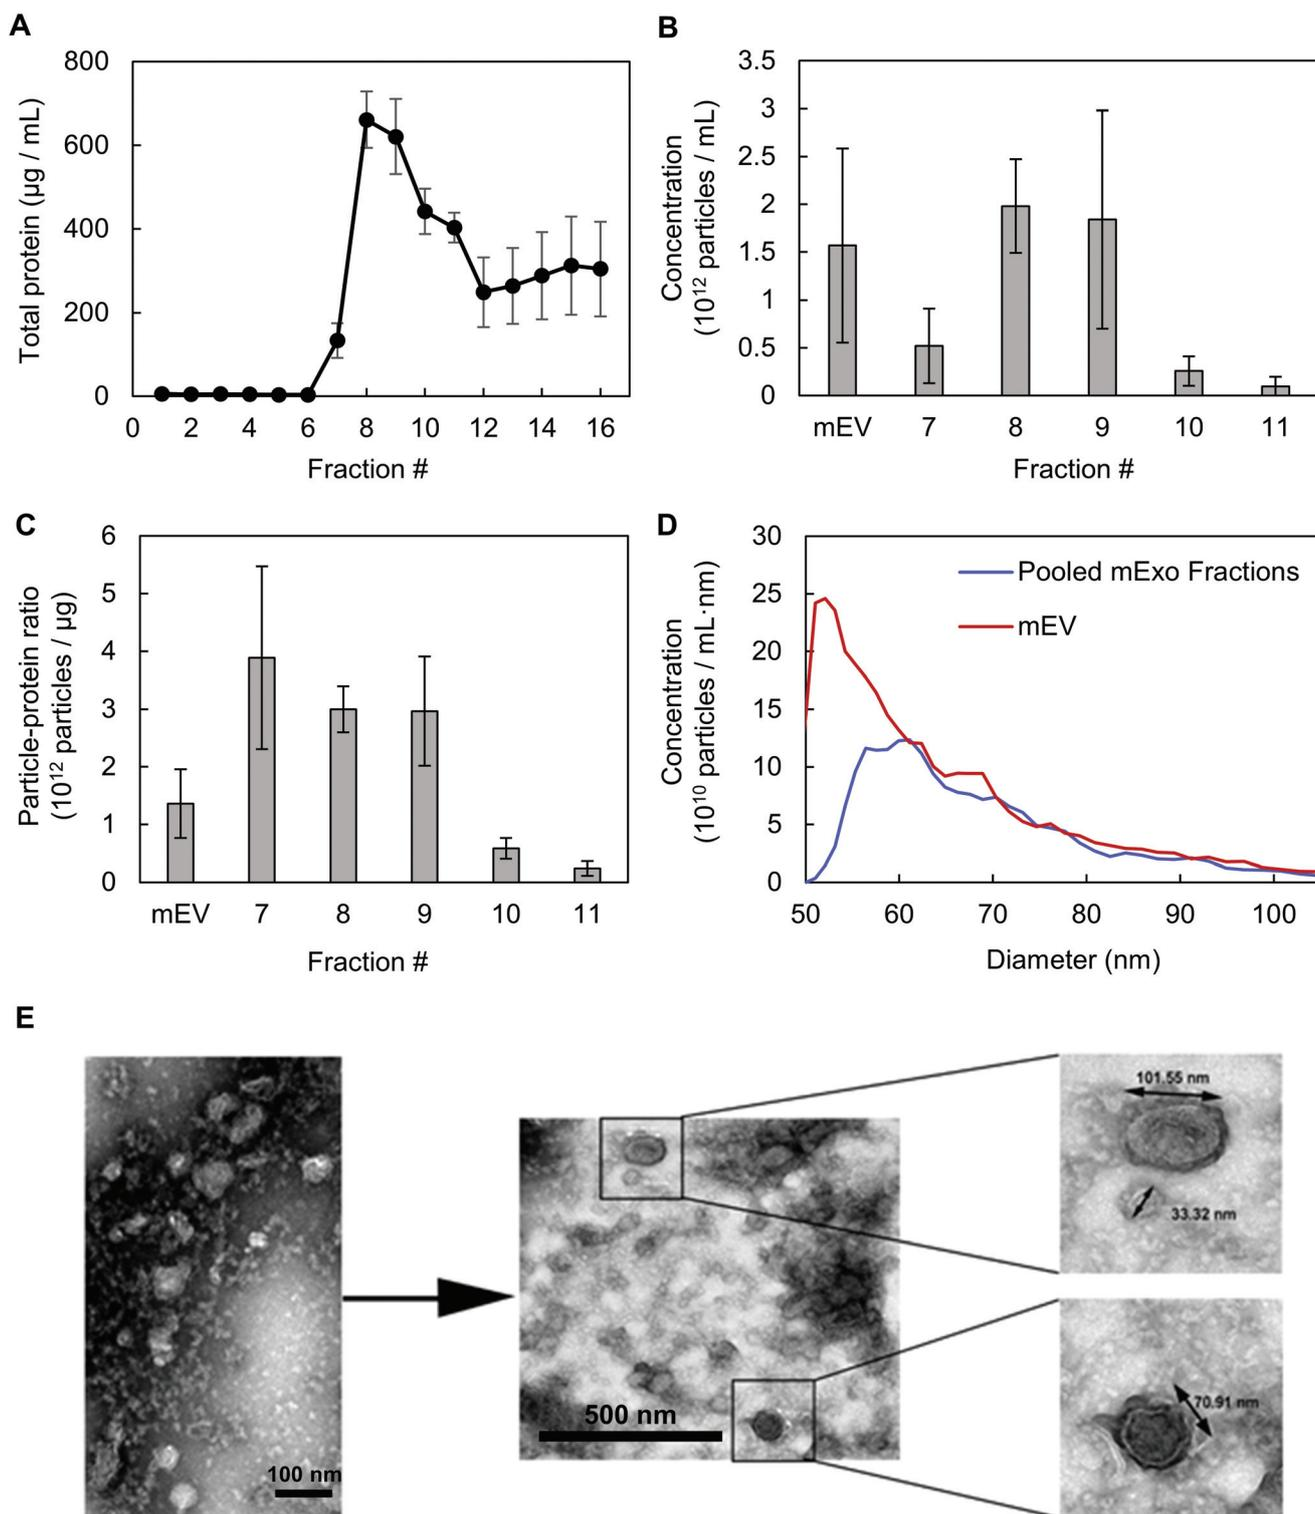 A
800
600
400
200
0
Total protein (µg / mL)
0 2 4 6 8 10 12 14 16
Fraction #
B
3.5
3
2.5
2
1.5
1
0.5
0
Concentration
(10¹² particles / mL)
mEV 7 8 9 10 11
Fraction #
C
6
5
4
3
2
1
0
Particle-protein ratio
(10¹² particles / µg)
mEV 7 8 9 10 11
Fraction #
D
30
25
20
15
10
5
0
Concentration
(10¹⁰ particles / mL·nm)
Pooled mExo Fractions
mEV
50 60 70 80 90 100
Diameter (nm)
E
100 nm
500 nm
101.55 nm
33.32 nm
70.91 nm